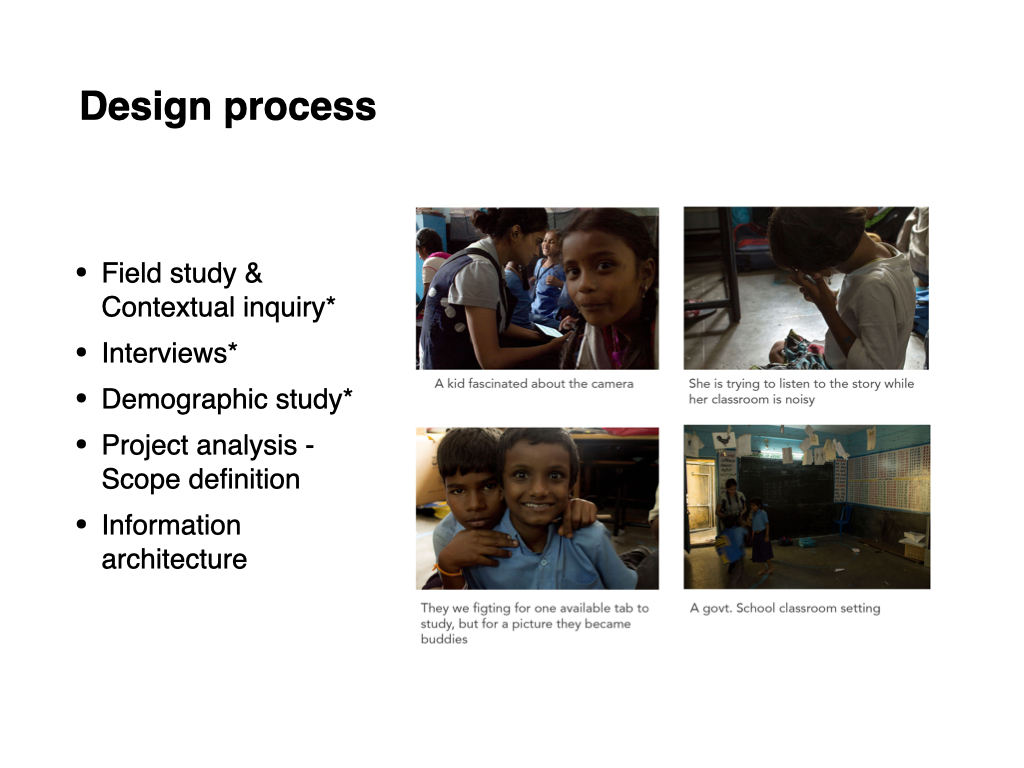 Design process
• Field study &
Contextual inquiry*
• Interviews*
• Demographic study*
• Project analysis -
Scope definition
• Information
architecture
A kid fascinated about the camera
She is trying to listen to the story while
her classroom is noisy
They we figting for one available tab to
study, but for a picture they became
buddies
A govt. School classroom setting